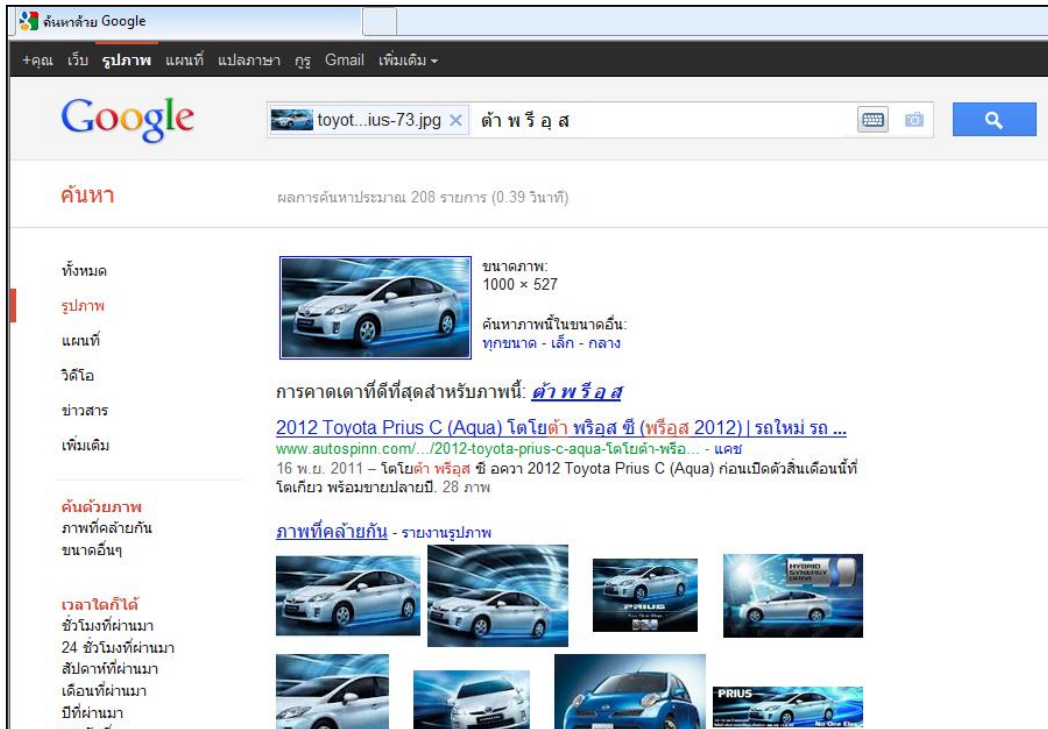 ค้นหาด้วย Google
+คุณ เว็บ รูปภาพ แผนที่ แปลภาษา กูรู Gmail เพิ่มเติม
Google
toyot...ius-73.jpg × ต้า พ รี อุ ส
ค้นหา
ผลการค้นหาประมาณ 208 รายการ (0.39 วินาที)
ทั้งหมด
รูปภาพ
แผนที่
วิดีโอ
ข่าวสาร
เพิ่มเติม
ค้นด้วยภาพ
ภาพที่คล้ายกัน
ขนาดอื่นๆ
เวลาใดก็ได้
ชั่วโมงที่ผ่านมา
24 ชั่วโมงที่ผ่านมา
สัปดาห์ที่ผ่านมา
เดือนที่ผ่านมา
ปีที่ผ่านมา
ขนาดภาพ:
1000 × 527
ค้นหาภาพนี้ในขนาดอื่น:
ทุกขนาด - เล็ก - กลาง
การคาดเดาที่ดีที่สุดสำหรับภาพนี้: ต้า พ รี อุ ส
2012 Toyota Prius C (Aqua) โตโยต้า พริอุส ซี (พรีอุส 2012) | รถใหม่ รถ ...
www.autospinn.com/.../2012-toyota-prius-c-aqua-โตโยต้า-พรีอ... - แคช
16 พ.ย. 2011 – โตโยต้า พรีอุส ซี อควา 2012 Toyota Prius C (Aqua) ก่อนเปิดตัวสิ้นเดือนนี้ที่
โตเกียว พร้อมขายปลายปี. 28 ภาพ
ภาพที่คล้ายกัน - รายงานรูปภาพ
PRIUS
HYBRID
SYNERGY
DRIVE
PRIUS
No One Else